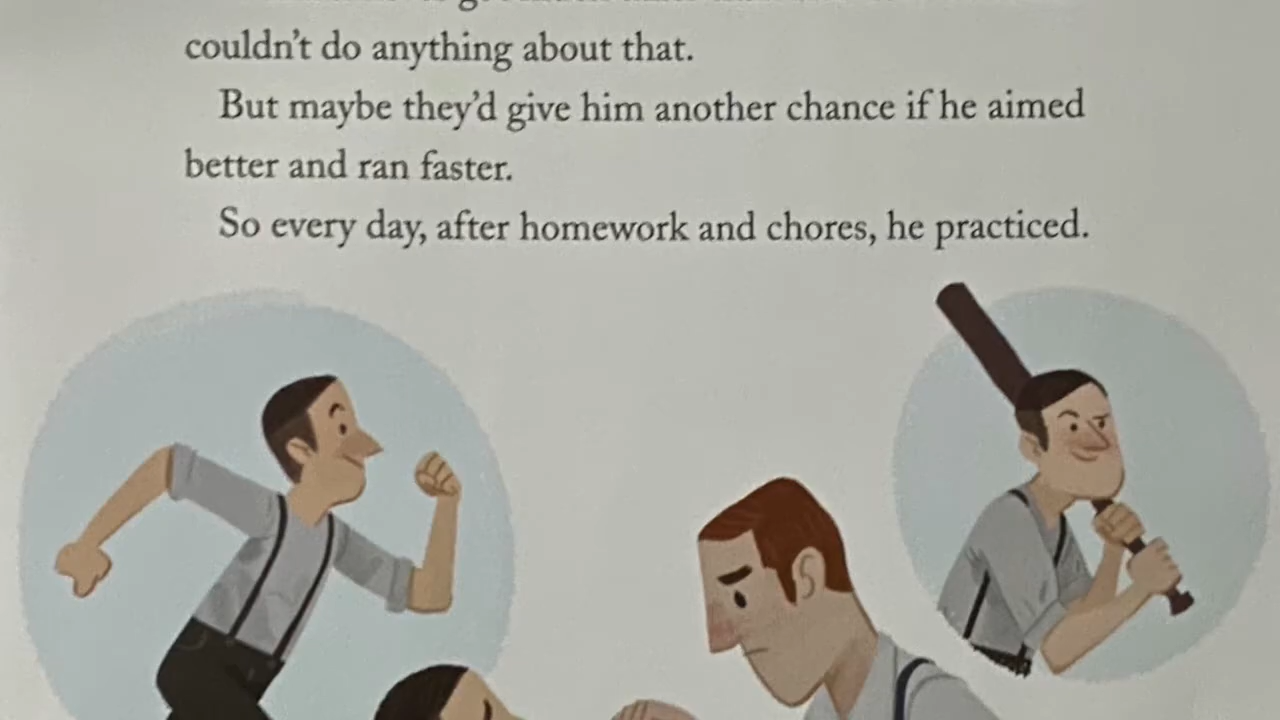 couldn't do anything about that.
But maybe they'd give him another chance if he aimed
better and ran faster.
So every day, after homework and chores, he practiced.